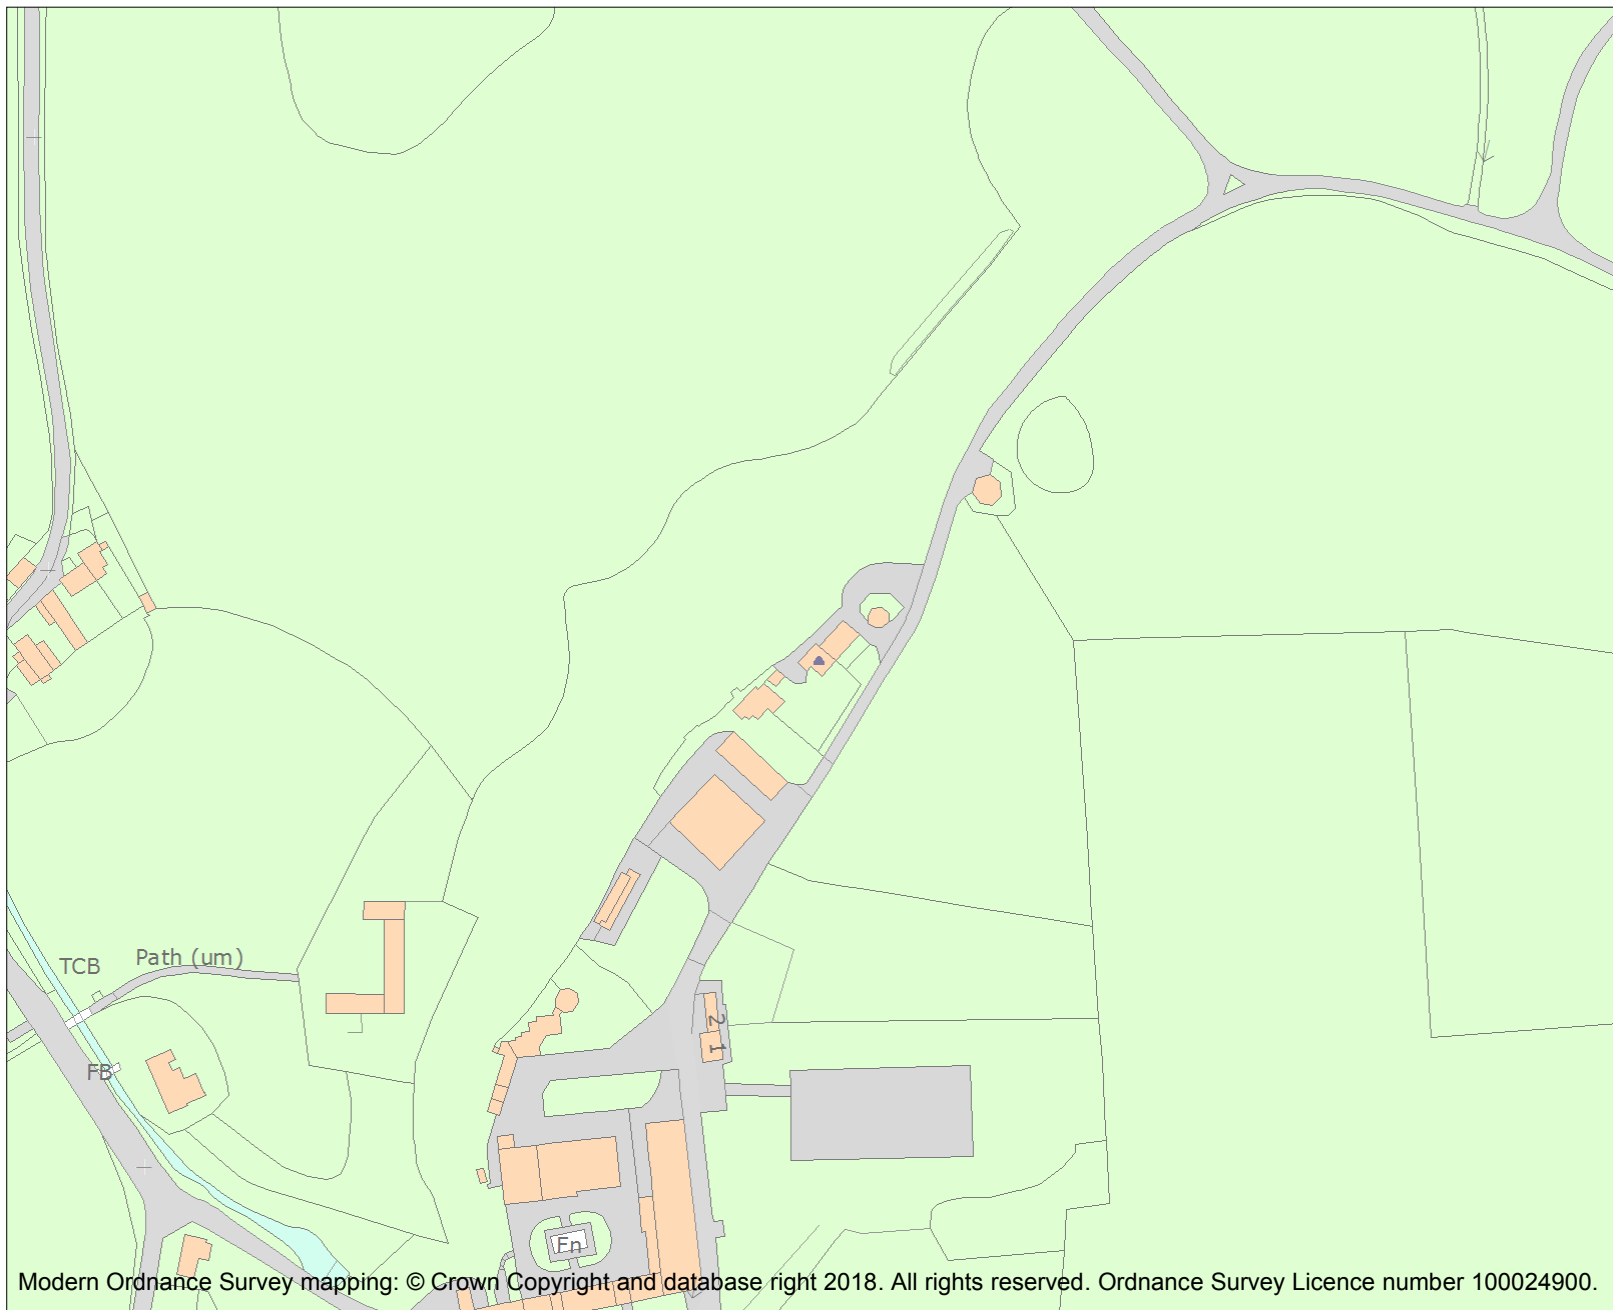 TCB
Path (um)
2
1
FB
Fn
Modern Ordnance Survey mapping: © Crown Copyright and database right 2018. All rights reserved. Ordnance Survey Licence number 100024900.